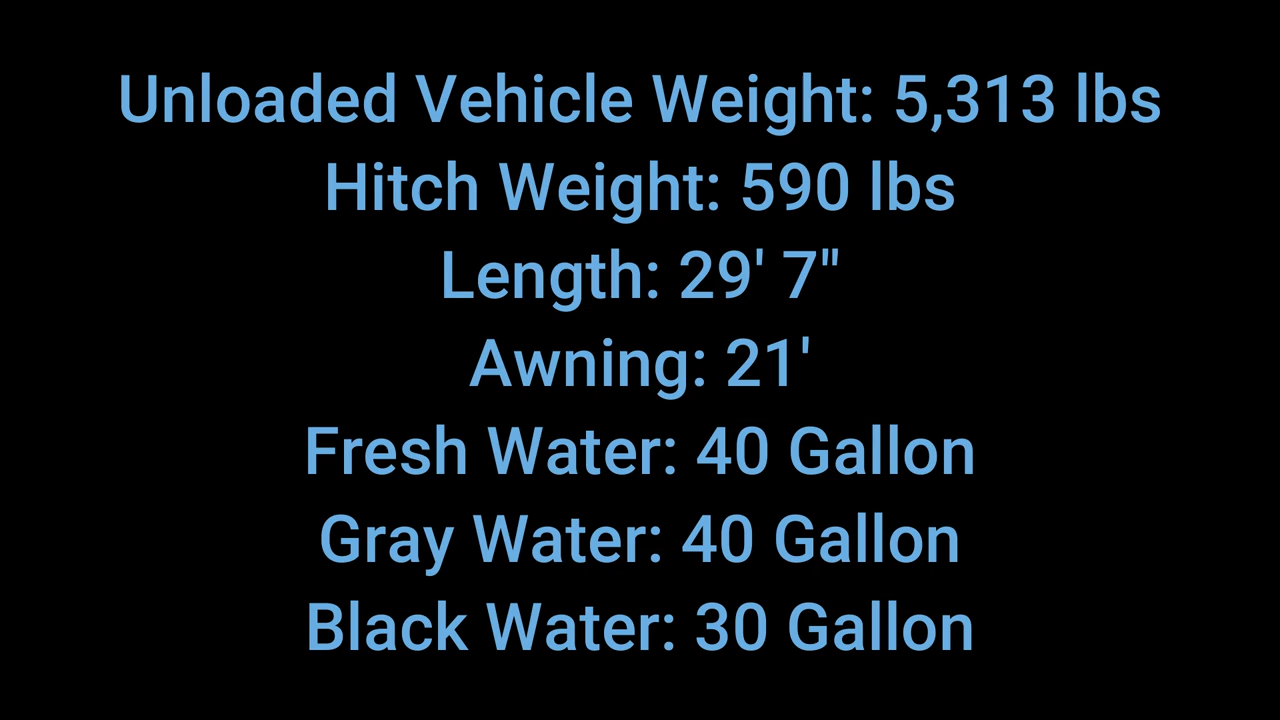 Unloaded Vehicle Weight: 5,313 lbs
Hitch Weight: 590 lbs
Length: 29' 7"
Awning: 21'
Fresh Water: 40 Gallon
Gray Water: 40 Gallon
Black Water: 30 Gallon